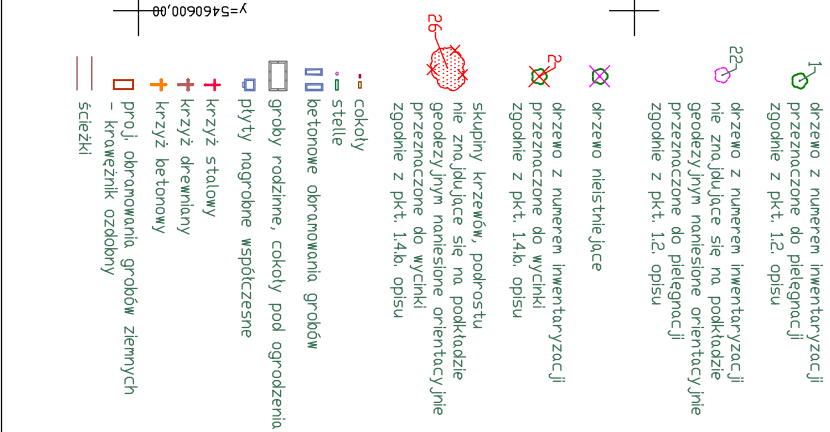 1
drzewo z numerem inwentaryzacji
przeznaczone do pielęgnacji
zgodnie z pkt. 1.2. opisu
22
drzewo z numerem inwentaryzacji
nie znajdujące się na podkładzie
geodezyjnym naniesione orientacyjnie
przeznaczone do pielęgnacji
zgodnie z pkt. 1.2. opisu
drzewo nieistniejące
2
drzewo z numerem inwentaryzacji
przeznaczone do wycinki
zgodnie z pkt. 1.4.b. opisu
26
skupiny krzewów, podrostu
nie znajdujące się na podkładzie
geodezyjnym naniesione orientacyjnie
przeznaczone do wycinki
zgodnie z pkt. 1.4.b. opisu
cokoły
stelle
betonowe obramowania grobów
groby rodzinne, cokoły pod ogrodzenia
płyty nagrobne współczesne
krzyż stalowy
krzyż drewniany
krzyż betonowy
proj. obramowania grobów ziemnych
- krawężnik ozdobny
ścieżki
y=5460600,00